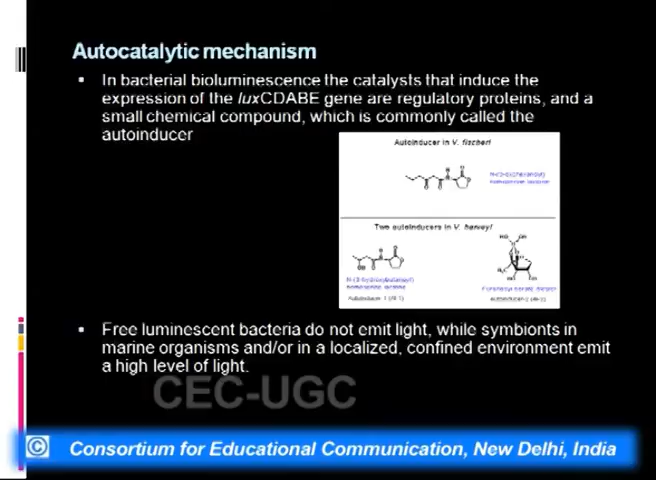 Autocatalytic mechanism
In bacterial bioluminescence the catalysts that induce the
expression of the luxCDABE gene are regulatory proteins, and a
small chemical compound, which is commonly called the
autoinducer
Autoinducer in V. fischeri
Two autoinducers in V. harveyi
Free luminescent bacteria do not emit light, while symbionts in
marine organisms and/or in a localized, confined environment emit
a high level of light.
CEC-UGC
© Consortium for Educational Communication, New Delhi, India